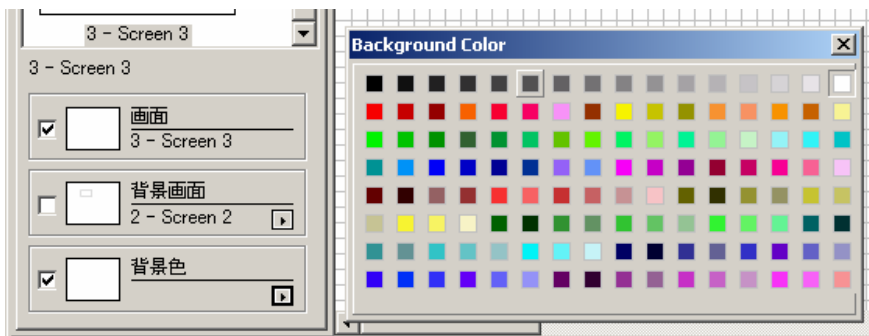 3 - Screen 3
3 - Screen 3
画面
3 - Screen 3
背景画面
2 - Screen 2
背景色
Background Color